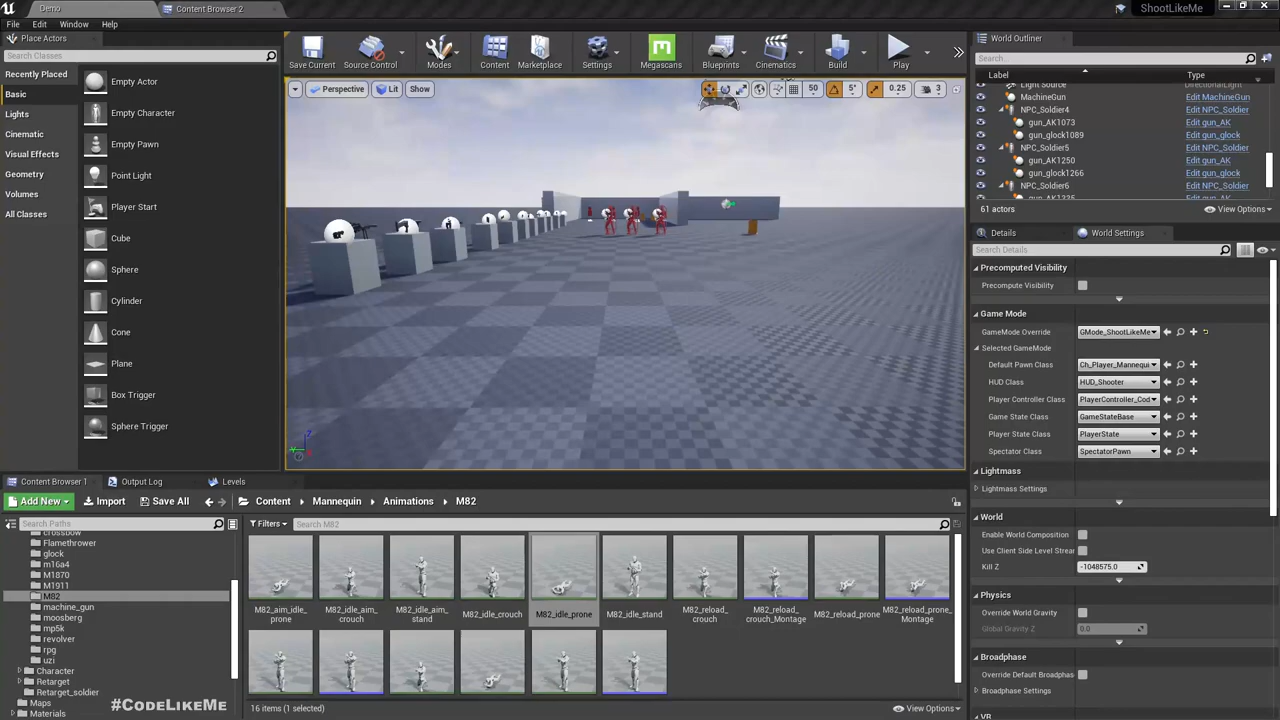 Demo
Content Browser 2
ShootLikeMe
File Edit Window Help
Place Actors
Search Classes
Recently Placed
Basic
Lights
Cinematic
Visual Effects
Geometry
Volumes
All Classes
Empty Actor
Empty Character
Empty Pawn
Point Light
Player Start
Cube
Sphere
Cylinder
Cone
Plane
Box Trigger
Sphere Trigger
Save Current Source Control Modes Content Marketplace Settings Megascans Blueprints Cinematics Build Play
Perspective Lit Show
50 5° 0.25 3
World Outliner
Search...
Label Type
Light Source DirectionalLight
MachineGun Edit MachineGun
NPC_Soldier4 Edit NPC_Soldier
gun_AK1073 Edit gun_AK
gun_glock1089 Edit gun_glock
NPC_Soldier5 Edit NPC_Soldier
gun_AK1250 Edit gun_AK
gun_glock1266 Edit gun_glock
NPC_Soldier6 Edit NPC_Soldier
61 actors View Options
Details World Settings
Search Details
Precomputed Visibility
Precompute Visibility
Game Mode
GameMode Override GMode_ShootLikeMe
Selected GameMode
Default Pawn Class Ch_Player_Mannequi
HUD Class HUD_Shooter
Player Controller Class PlayerController_Cod
Game State Class GameStateBase
Player State Class PlayerState
Spectator Class SpectatorPawn
Lightmass
Lightmass Settings
World
Enable World Composition
Use Client Side Level Strear
Kill Z -1048575.0
Physics
Override World Gravity
Global Gravity Z 0.0
Broadphase
Override Default Broadphas
Broadphase Settings
VR
Content Browser 1 Output Log Levels
Add New Import Save All Content Mannequin Animations M82
Search Paths
Filters Search M82
crossbow
Flamethrower
glock
m16a4
M1870
M1911
M82
machine_gun
moosberg
mp5k
revolver
rpg
uzi
Character
Retarget
Retarget_soldier
Maps
Materials
M82_aim_idle_prone
M82_idle_aim_crouch
M82_idle_aim_stand
M82_idle_crouch
M82_idle_prone
M82_idle_stand
M82_reload_crouch
M82_reload_crouch_Montage
M82_reload_prone
M82_reload_prone_Montage
16 items (1 selected) View Options
#CodeLikeMe